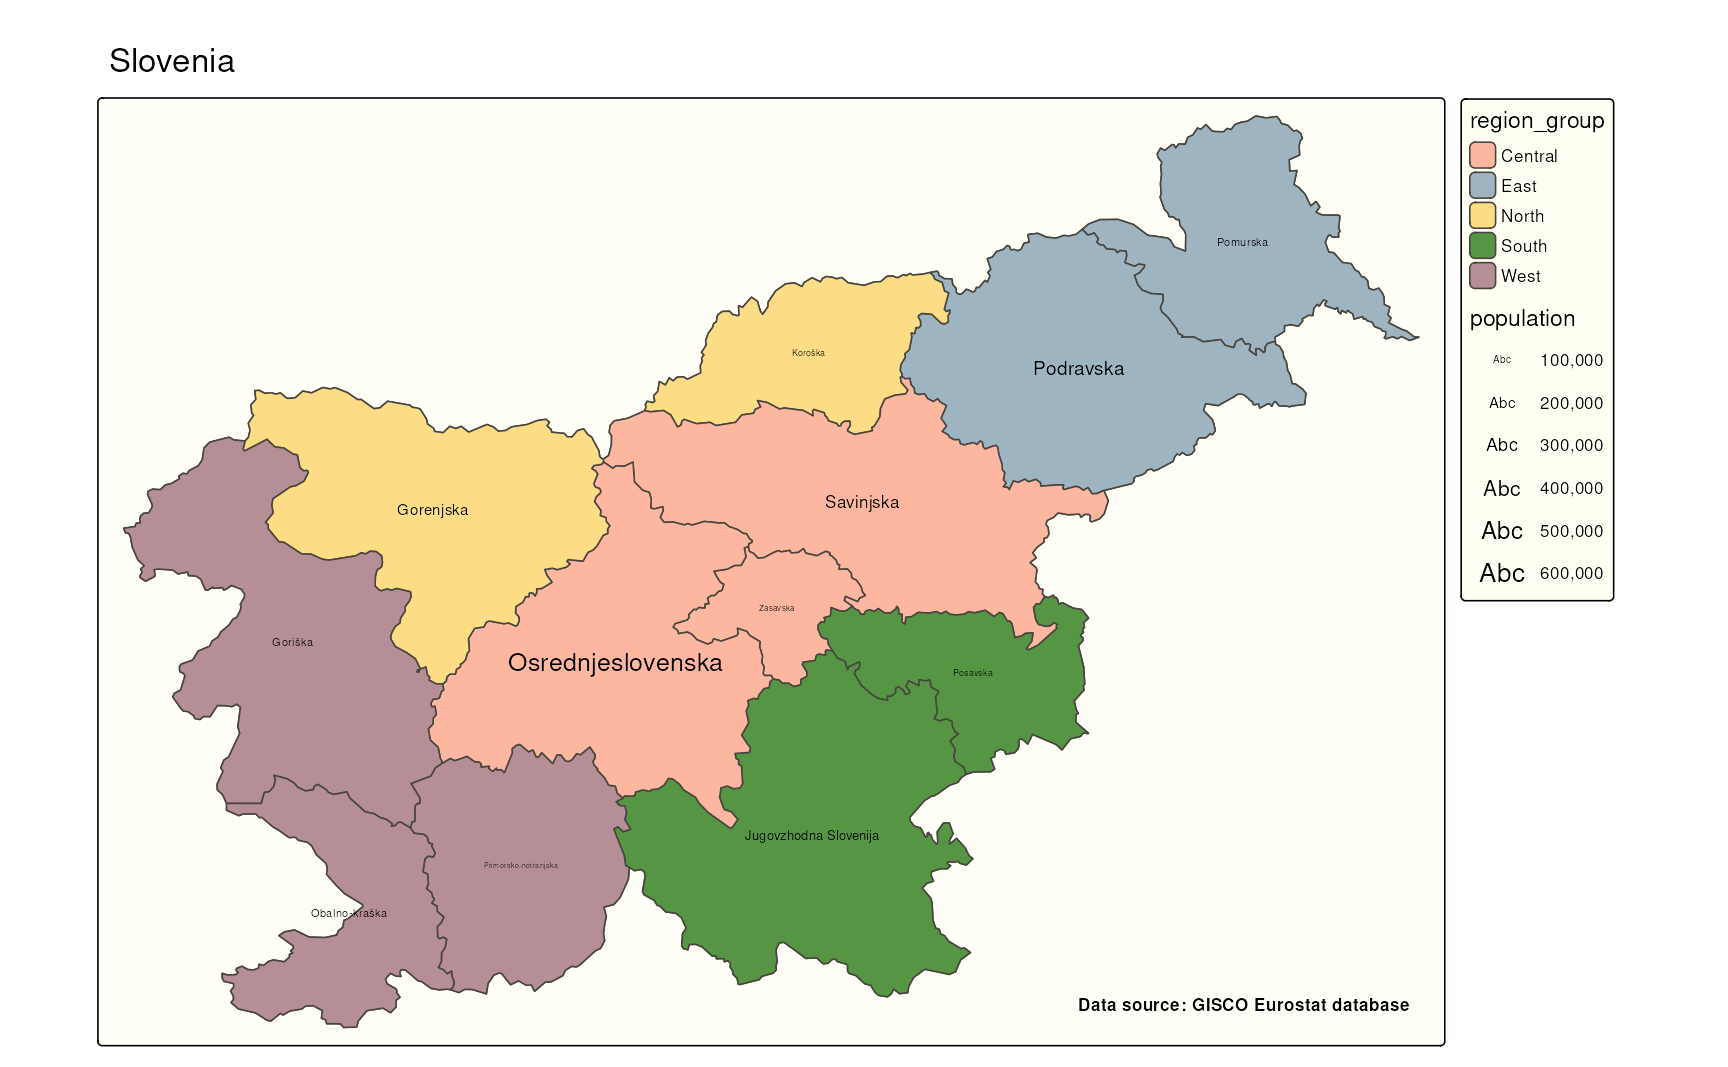 Slovenia
region_group
Central
East
North
South
West
population
Abc 100,000
Abc 200,000
Abc 300,000
Abc 400,000
Abc 500,000
Abc 600,000
Pomurska
Koroška
Podravska
Savinjska
Gorenjska
Zasavska
Goriška
Osrednjeslovenska
Posavska
Jugovzhodna Slovenija
Primorsko-notranjska
Obalno-kraška
Data source: GISCO Eurostat database